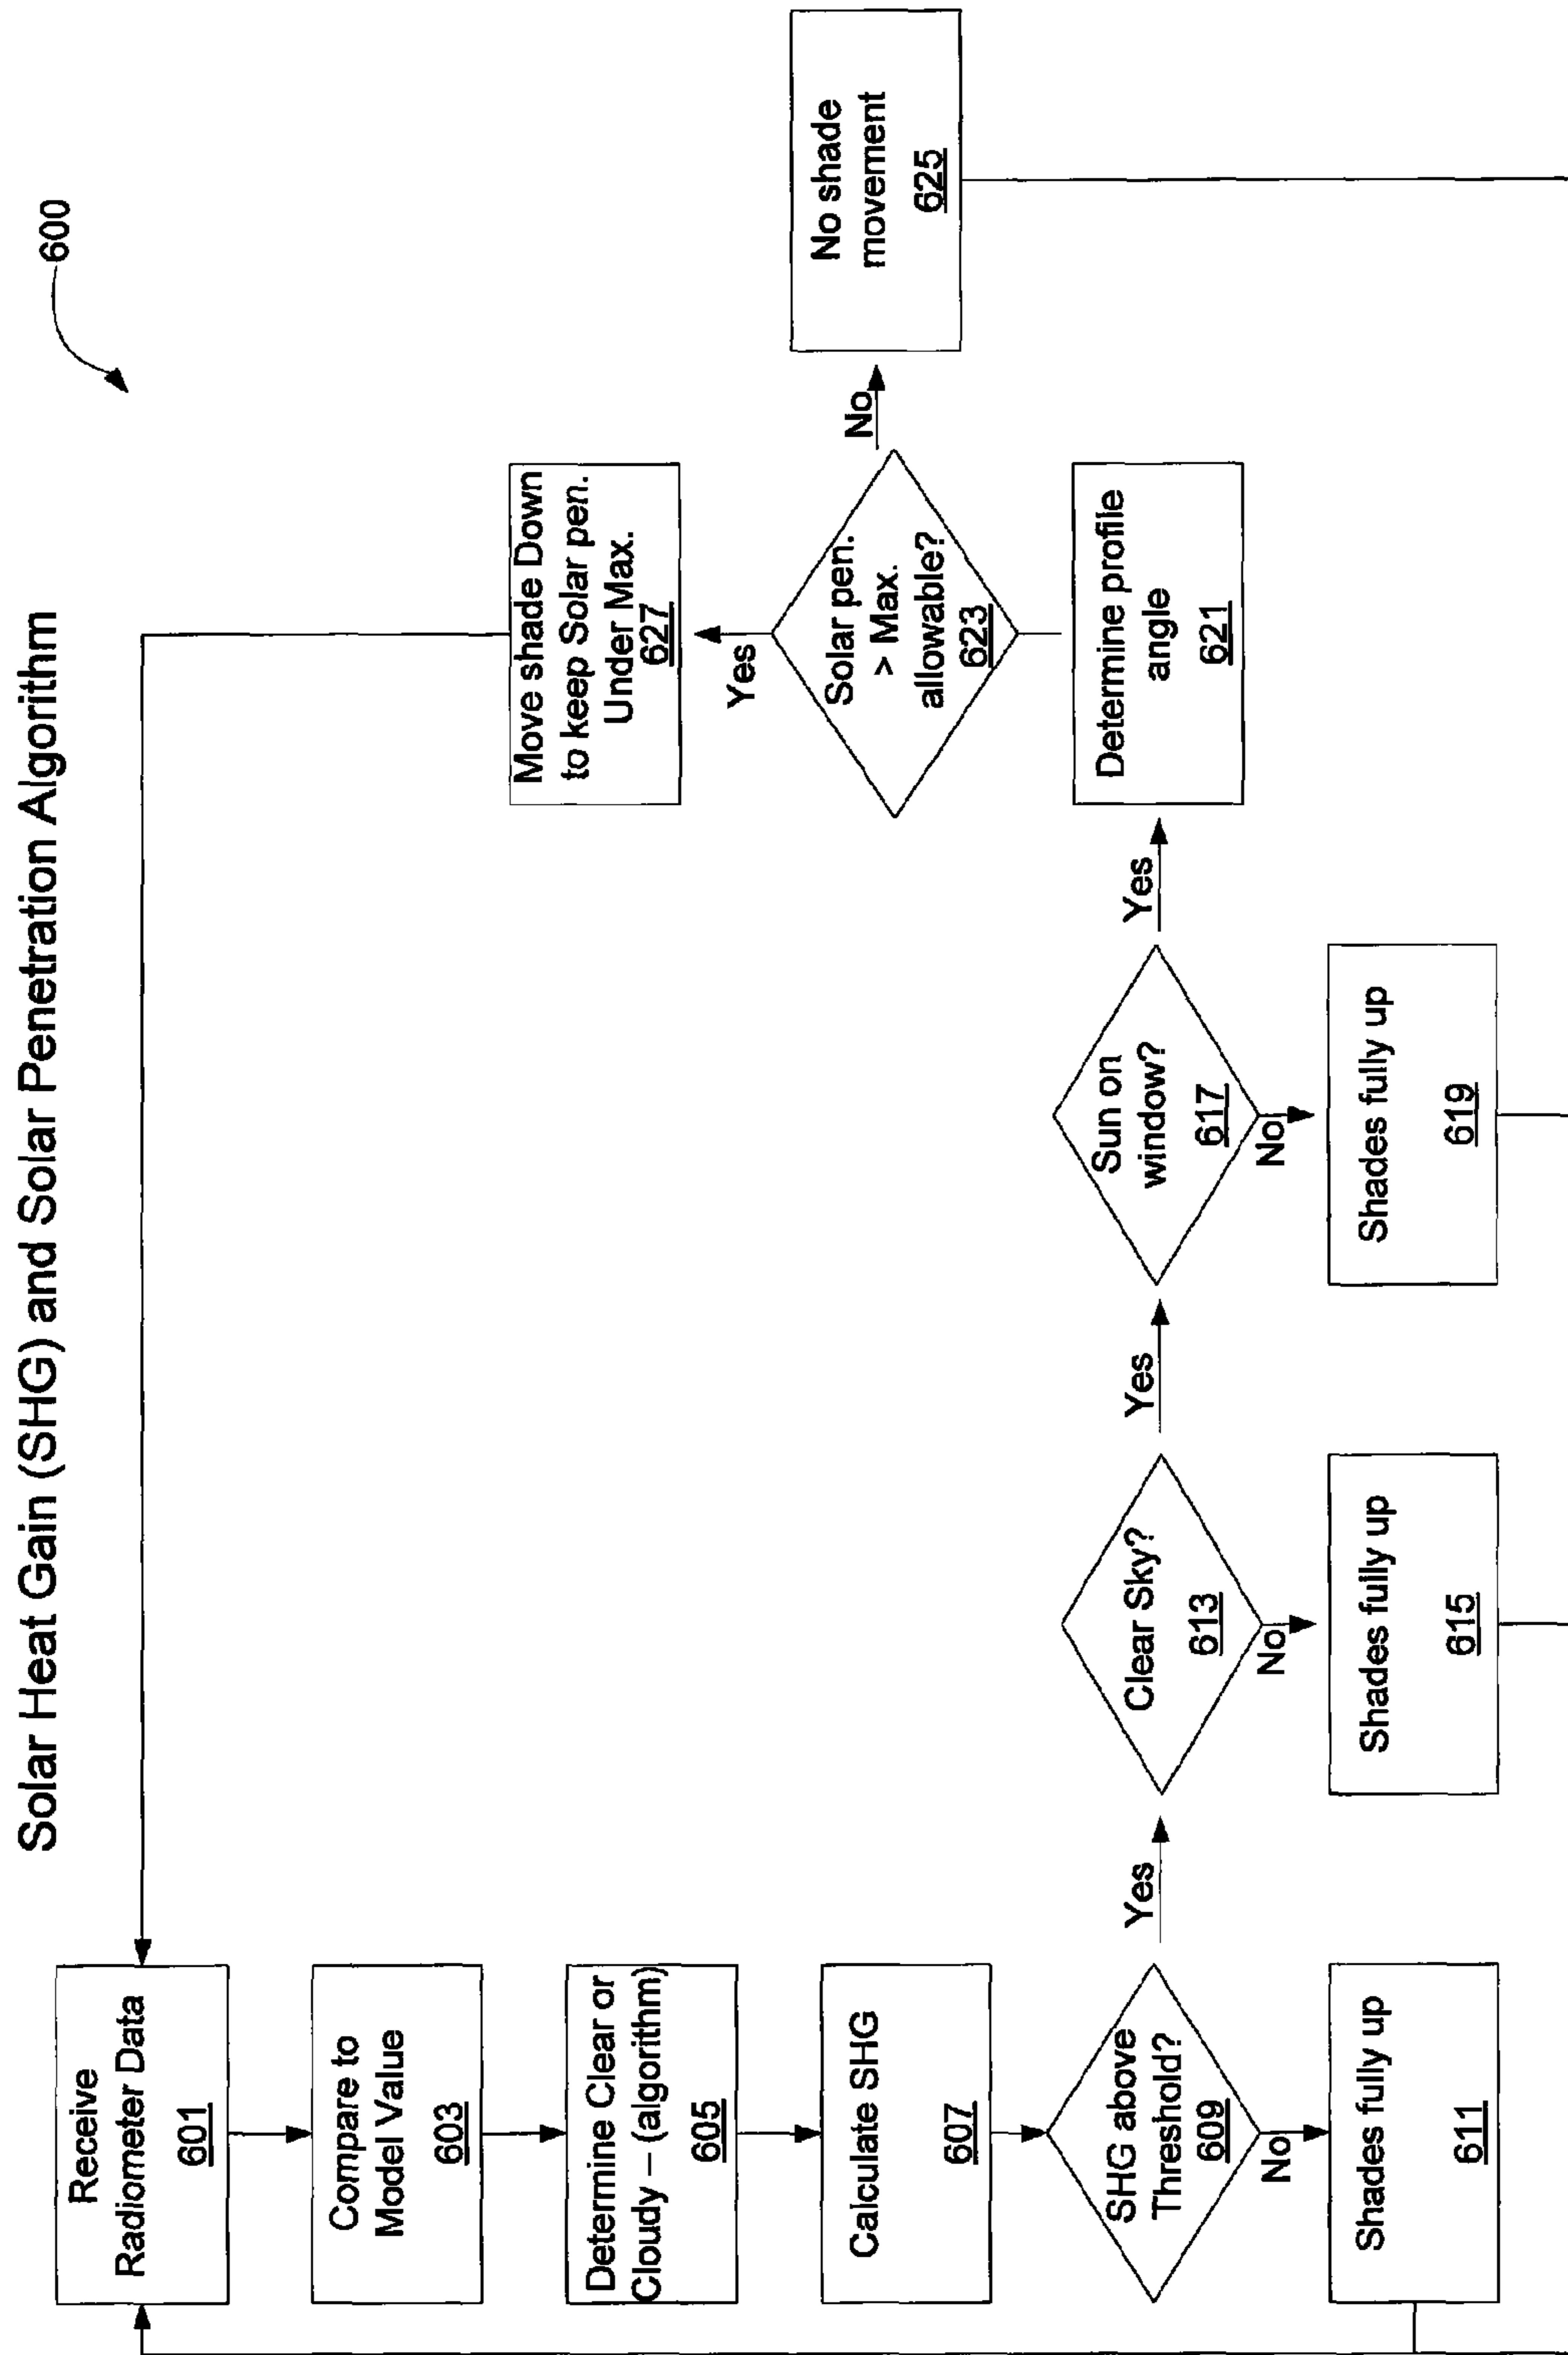 Solar Heat Gain (SHG) and Solar Penetration Algorithm
600
Receive
Radiometer Data
601
Compare to
Model Value
603
Determine Clear or
Cloudy – (algorithm)
605
Calculate SHG
607
SHG above
Threshold?
609
Yes
No
Shades fully up
611
Clear Sky?
613
Yes
No
Shades fully up
615
Sun on
window?
617
Yes
No
Shades fully up
619
Determine profile
angle
621
Solar pen.
> Max.
allowable?
623
Yes
No
Move shade Down
to keep Solar pen.
Under Max.
627
No shade
movement
625